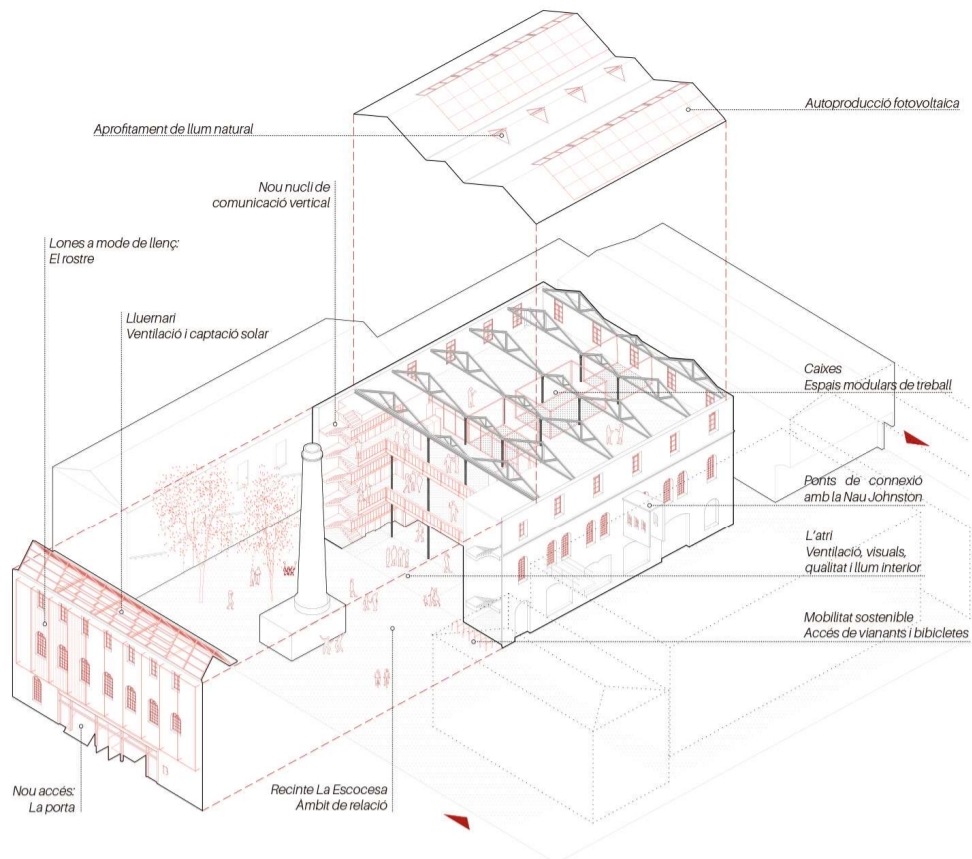 Autoproducció fotovoltaica
Aprofitament de llum natural
Nou nucli de
comunicació vertical
Lones a mode de llenç:
El rostre
Lluernari
Ventilació i captació solar
Caixes
Espais modulars de treball
Ponts de connexió
amb la Nau Johnston
L'atri
Ventilació, visuals,
qualitat i llum interior
Mobilitat sostenible
Accés de vianants i bibicletes
Nou accés:
La porta
Recinte La Escocesa
Àmbit de relació